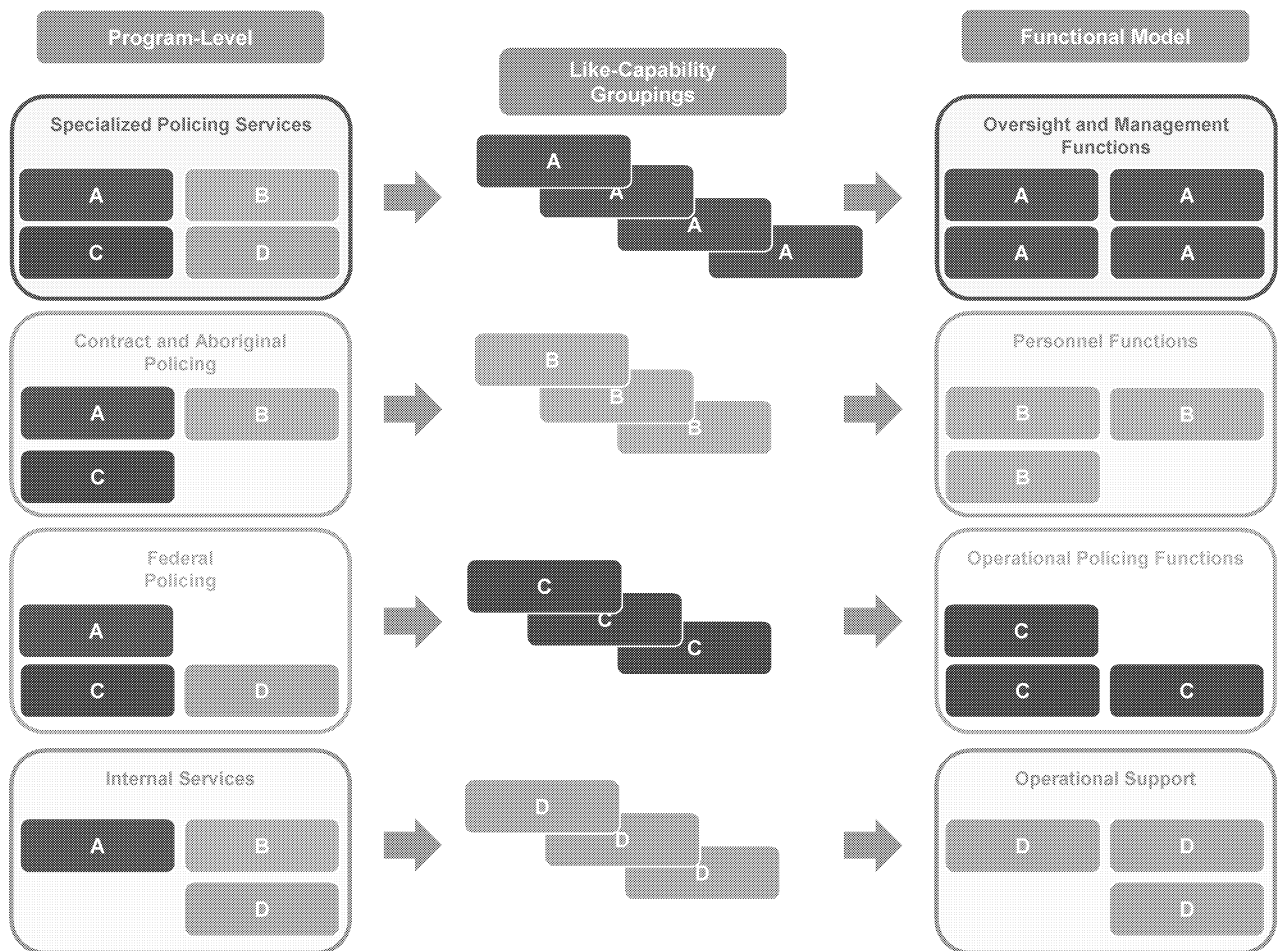 Program-Level
Like-Capability
Groupings
Functional Model
Specialized Policing Services
A B
C D
A
A
A
A
Oversight and Management
Functions
A A
A A
Contract and Aboriginal
Policing
A B
C
B
B
B
Personnel Functions
B B
B
Federal
Policing
A
C D
C
C
C
Operational Policing Functions
C
C C
Internal Services
A B
D
D
D
D
Operational Support
D D
D